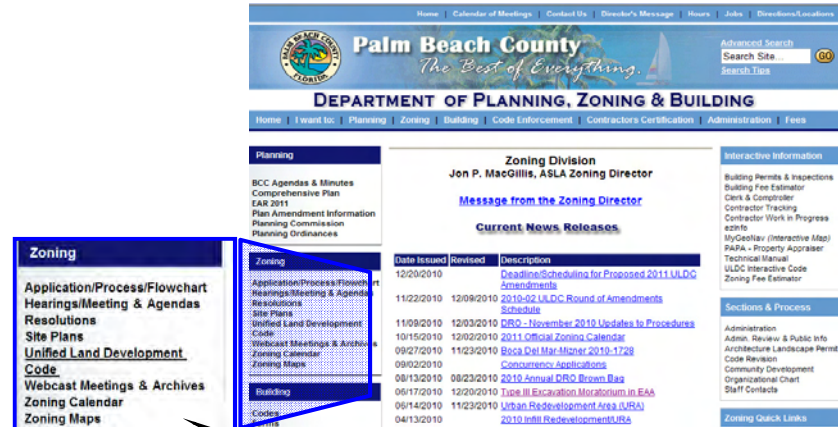 Home | Calendar of Meetings | Contact Us | Director's Message | Hours | Jobs | Directions/Locations
PALM BEACH COUNTY
FLORIDA
Palm Beach County
The Best of Everything.
Advanced Search
Search Site...
GO
Search Tips
DEPARTMENT OF PLANNING, ZONING & BUILDING
Home | I want to: | Planning | Zoning | Building | Code Enforcement | Contractors Certification | Administration | Fees
Planning
BCC Agendas & Minutes
Comprehensive Plan
EAR 2011
Plan Amendment Information
Planning Commission
Planning Ordinances
Zoning
Application/Process/Flowchart
Hearings/Meeting & Agendas
Resolutions
Site Plans
Unified Land Development
Code
Webcast Meetings & Archives
Zoning Calendar
Zoning Maps
Zoning
Application/Process/Flowchart
Hearings/Meeting & Agendas
Resolutions
Site Plans
Unified Land Development
Code
Webcast Meetings & Archives
Zoning Calendar
Zoning Maps
Building
Codes
Forms
Zoning Division
Jon P. MacGillis, ASLA Zoning Director
Message from the Zoning Director
Current News Releases
Date Issued Revised Description
12/20/2010 Deadline/Scheduling for Proposed 2011 ULDC
Amendments
11/22/2010 12/09/2010 2010-02 ULDC Round of Amendments
Schedule
11/09/2010 12/03/2010 DRO - November 2010 Updates to Procedures
10/15/2010 12/02/2010 2011 Official Zoning Calendar
09/27/2010 11/23/2010 Boca Del Mar-Mizner 2010-1728
09/02/2010 Concurrency Applications
08/13/2010 08/23/2010 2010 Annual DRO Brown Bag
06/17/2010 12/20/2010 Type III Excavation Moratorium in EAA
06/14/2010 11/23/2010 Urban Redevelopment Area (URA)
04/13/2010 2010 Infill Redevelopment/URA
Interactive Information
Building Permits & Inspections
Building Fee Estimator
Clerk & Comptroller
Contractor Tracking
Contractor Work in Progress
ezinfo
MyGeoNav (Interactive Map)
PAPA - Property Appraiser
Technical Manual
ULDC Interactive Code
Zoning Fee Estimator
Sections & Process
Administration
Admin. Review & Public Info
Architecture Landscape Permit
Code Revision
Community Development
Organizational Chart
Staff Contacts
Zoning Quick Links